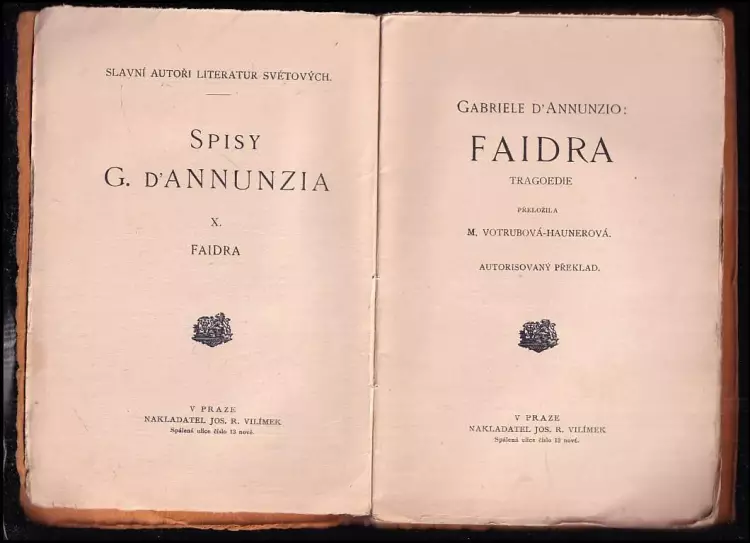 SLAVNÍ AUTOŘI LITERATUR SVĚTOVÝCH.
SPISY
G. D'ANNUNZIA
X.
FAIDRA
V PRAZE
NAKLADATEL JOS. R. VILÍMEK
Spálená ulice číslo 13 nové.
GABRIELE D'ANNUNZIO:
FAIDRA
TRAGOEDIE
PŘELOŽILA
M. VOTRUBOVÁ-HAUNEROVÁ.
AUTORISOVANÝ PŘEKLAD.
V PRAZE
NAKLADATEL JOS. R. VILÍMEK
Spálená ulice číslo 13 nové.